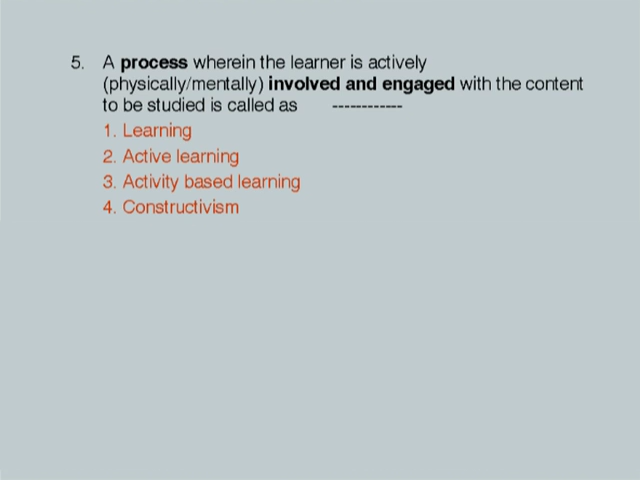 5. A process wherein the learner is actively
(physically/mentally) involved and engaged with the content
to be studied is called as ------------
1. Learning
2. Active learning
3. Activity based learning
4. Constructivism